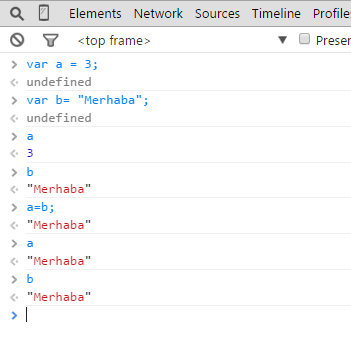 Elements Network Sources Timeline Profile
<top frame> Preser
var a = 3;
undefined
var b= "Merhaba";
undefined
a
3
b
"Merhaba"
a=b;
"Merhaba"
a
"Merhaba"
b
"Merhaba"